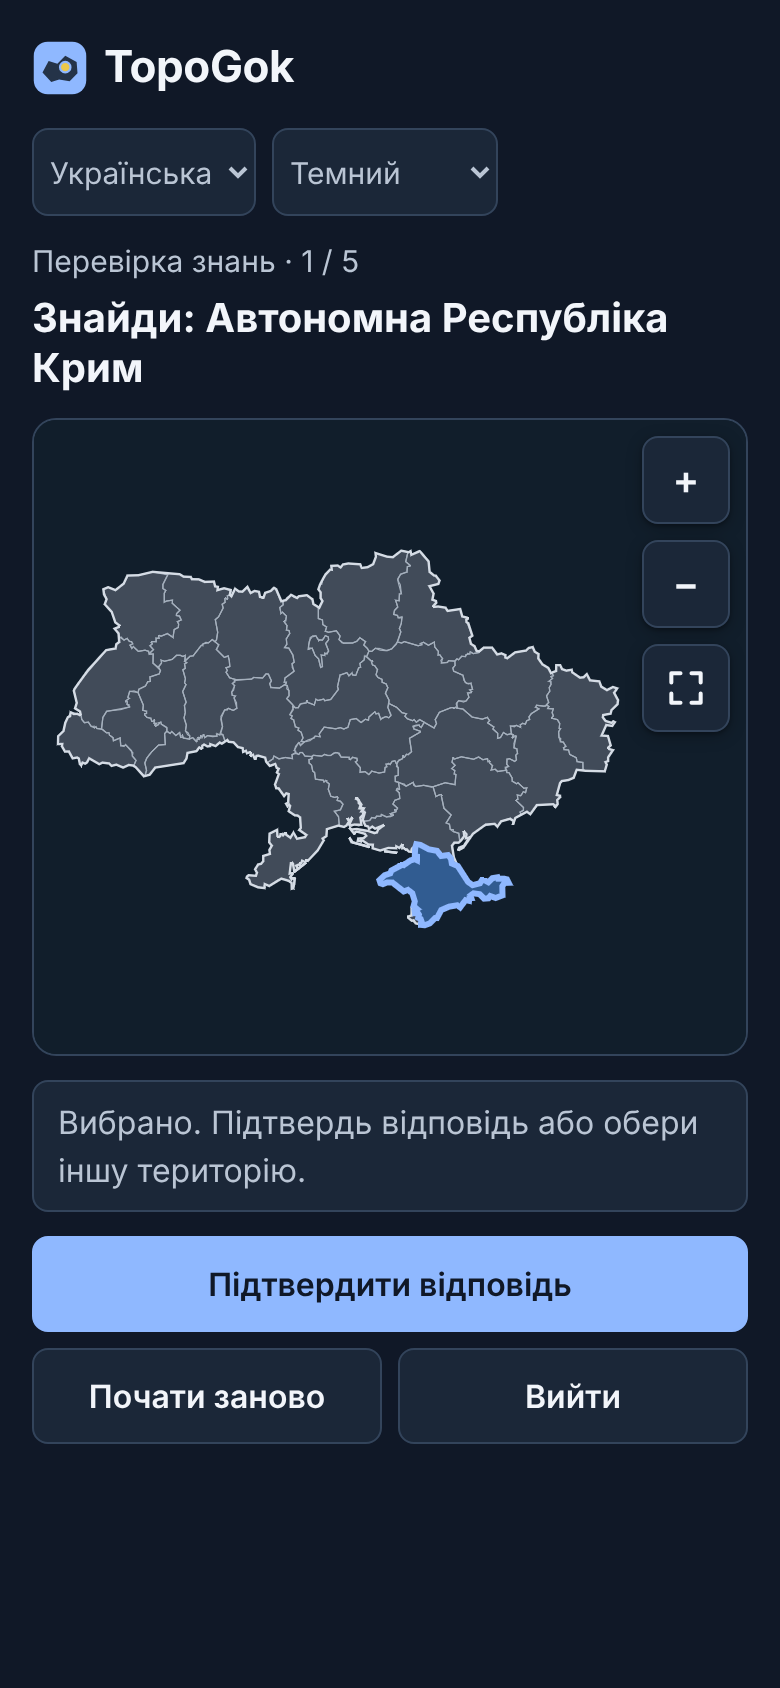 TopoGok
Українська
Темний
Перевірка знань · 1 / 5
Знайди: Автономна Республіка
Крим
+
−
Вибрано. Підтвердь відповідь або обери
іншу територію.
Підтвердити відповідь
Почати заново
Вийти